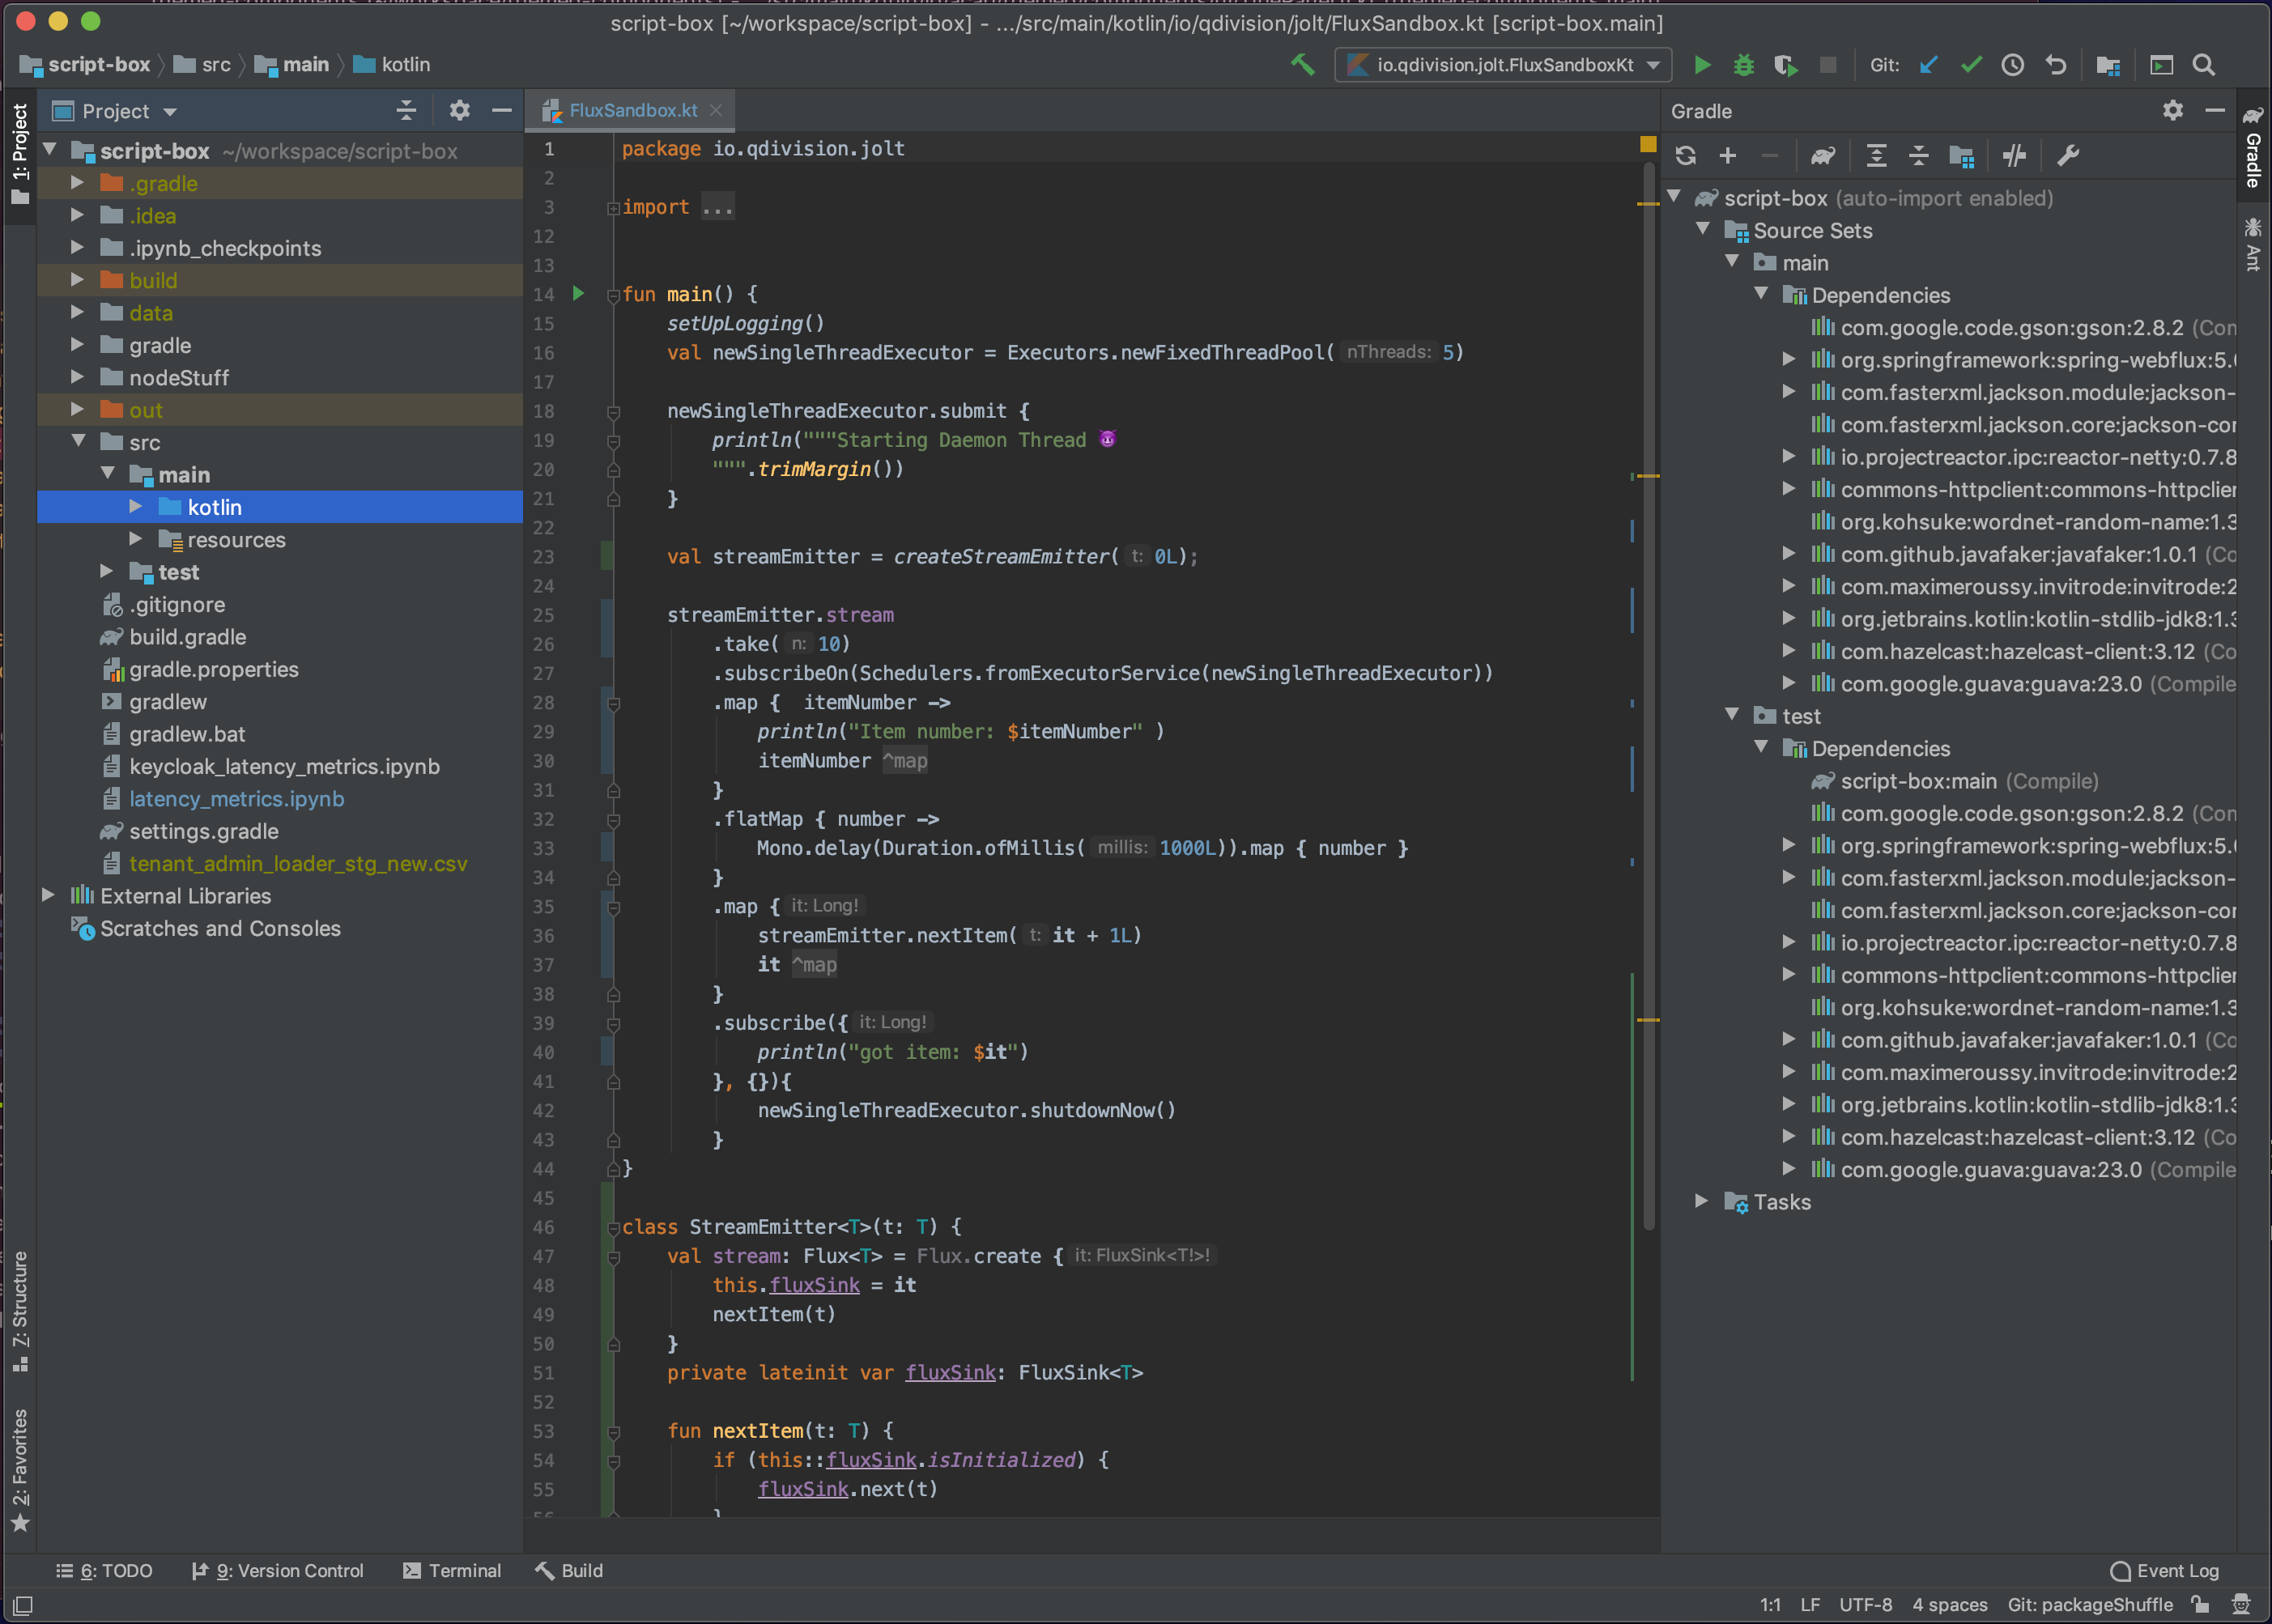 script-box [~/workspace/script-box] - .../src/main/kotlin/io/qdivision/jolt/FluxSandbox.kt [script-box.main]
script-box src main kotlin
io.qdivision.jolt.FluxSandboxKt
Git:
1: Project
7: Structure
2: Favorites
Project
script-box ~/workspace/script-box
.gradle
.idea
.ipynb_checkpoints
build
data
gradle
nodeStuff
out
src
main
kotlin
resources
test
.gitignore
build.gradle
gradle.properties
gradlew
gradlew.bat
keycloak_latency_metrics.ipynb
latency_metrics.ipynb
settings.gradle
tenant_admin_loader_stg_new.csv
External Libraries
Scratches and Consoles
FluxSandbox.kt
1 package io.qdivision.jolt
2
3 import ...
12
13
14 fun main() {
15 setUpLogging()
16 val newSingleThreadExecutor = Executors.newFixedThreadPool( nThreads: 5)
17
18 newSingleThreadExecutor.submit {
19 println("""Starting Daemon Thread 😈
20 """.trimMargin())
21 }
22
23 val streamEmitter = createStreamEmitter( t: 0L);
24
25 streamEmitter.stream
26 .take( n: 10)
27 .subscribeOn(Schedulers.fromExecutorService(newSingleThreadExecutor))
28 .map { itemNumber ->
29 println("Item number: $itemNumber" )
30 itemNumber ^map
31 }
32 .flatMap { number ->
33 Mono.delay(Duration.ofMillis( millis: 1000L)).map { number }
34 }
35 .map { it: Long!
36 streamEmitter.nextItem( t: it + 1L)
37 it ^map
38 }
39 .subscribe({ it: Long!
40 println("got item: $it")
41 }, {}){
42 newSingleThreadExecutor.shutdownNow()
43 }
44 }
45
46 class StreamEmitter<T>(t: T) {
47 val stream: Flux<T> = Flux.create { it: FluxSink<T!>!
48 this.fluxSink = it
49 nextItem(t)
50 }
51 private lateinit var fluxSink: FluxSink<T>
52
53 fun nextItem(t: T) {
54 if (this::fluxSink.isInitialized) {
55 fluxSink.next(t)
56 }
Gradle
script-box (auto-import enabled)
Source Sets
main
Dependencies
com.google.code.gson:gson:2.8.2 (Con
org.springframework:spring-webflux:5.
com.fasterxml.jackson.module:jackson-
com.fasterxml.jackson.core:jackson-cor
io.projectreactor.ipc:reactor-netty:0.7.8
commons-httpclient:commons-httpclier
org.kohsuke:wordnet-random-name:1.3
com.github.javafaker:javafaker:1.0.1 (Co
com.maximeroussy.invitrode:invitrode:2
org.jetbrains.kotlin:kotlin-stdlib-jdk8:1.3
com.hazelcast:hazelcast-client:3.12 (Co
com.google.guava:guava:23.0 (Compile
test
Dependencies
script-box:main (Compile)
com.google.code.gson:gson:2.8.2 (Con
org.springframework:spring-webflux:5.
com.fasterxml.jackson.module:jackson-
com.fasterxml.jackson.core:jackson-cor
io.projectreactor.ipc:reactor-netty:0.7.8
commons-httpclient:commons-httpclier
org.kohsuke:wordnet-random-name:1.3
com.github.javafaker:javafaker:1.0.1 (Co
com.maximeroussy.invitrode:invitrode:2
org.jetbrains.kotlin:kotlin-stdlib-jdk8:1.3
com.hazelcast:hazelcast-client:3.12 (Co
com.google.guava:guava:23.0 (Compile
Tasks
Gradle
Ant
6: TODO 9: Version Control Terminal Build Event Log
1:1 LF UTF-8 4 spaces Git: packageShuffle